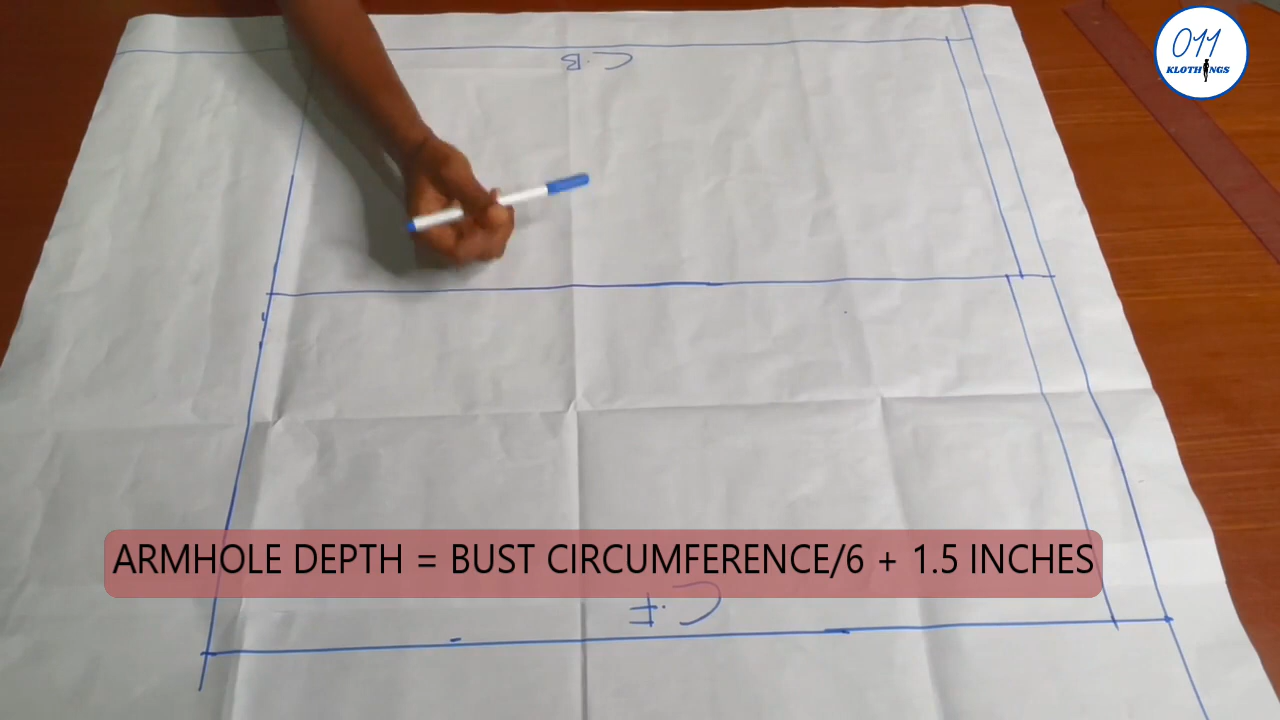 011
KLOTHINGS
C.B
ARMHOLE DEPTH = BUST CIRCUMFERENCE/6 + 1.5 INCHES
C.F